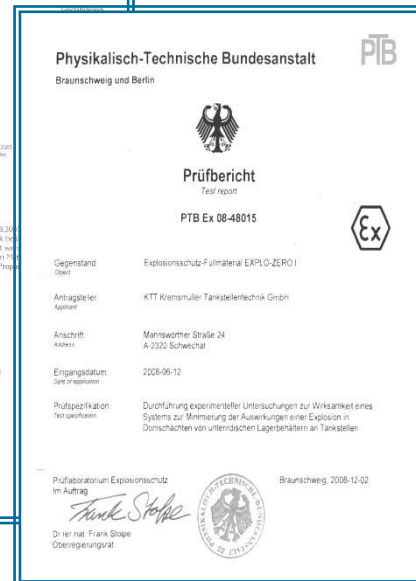 Physikalisch-Technische Bundesanstalt
PTB
Braunschweig und Berlin
Prüfbericht
Test report
PTB Ex 08-48015
Ex
Gegenstand: Explosionsschutz-Füllmaterial EXPLO-ZERO I
Object
Antragsteller: KTT Kremsmüller Tankstellentechnik GmbH
Applicant
Anschrift: Mannswörther Straße 24
Address A-2320 Schwechat
Eingangsdatum: 2008-06-12
Date of application
Prüfspezifikation: Durchführung experimenteller Untersuchungen zur Wirksamkeit eines
Test specification Systems zur Minimierung der Auswirkungen einer Explosion in
Domschächten von unterirdischen Lagerbehältern an Tankstellen
Prüflaboratorium Explosionsschutz Braunschweig, 2008-12-02
Im Auftrag
Frank Stolpe
Dr. rer. nat. Frank Stolpe
Oberregierungsrat